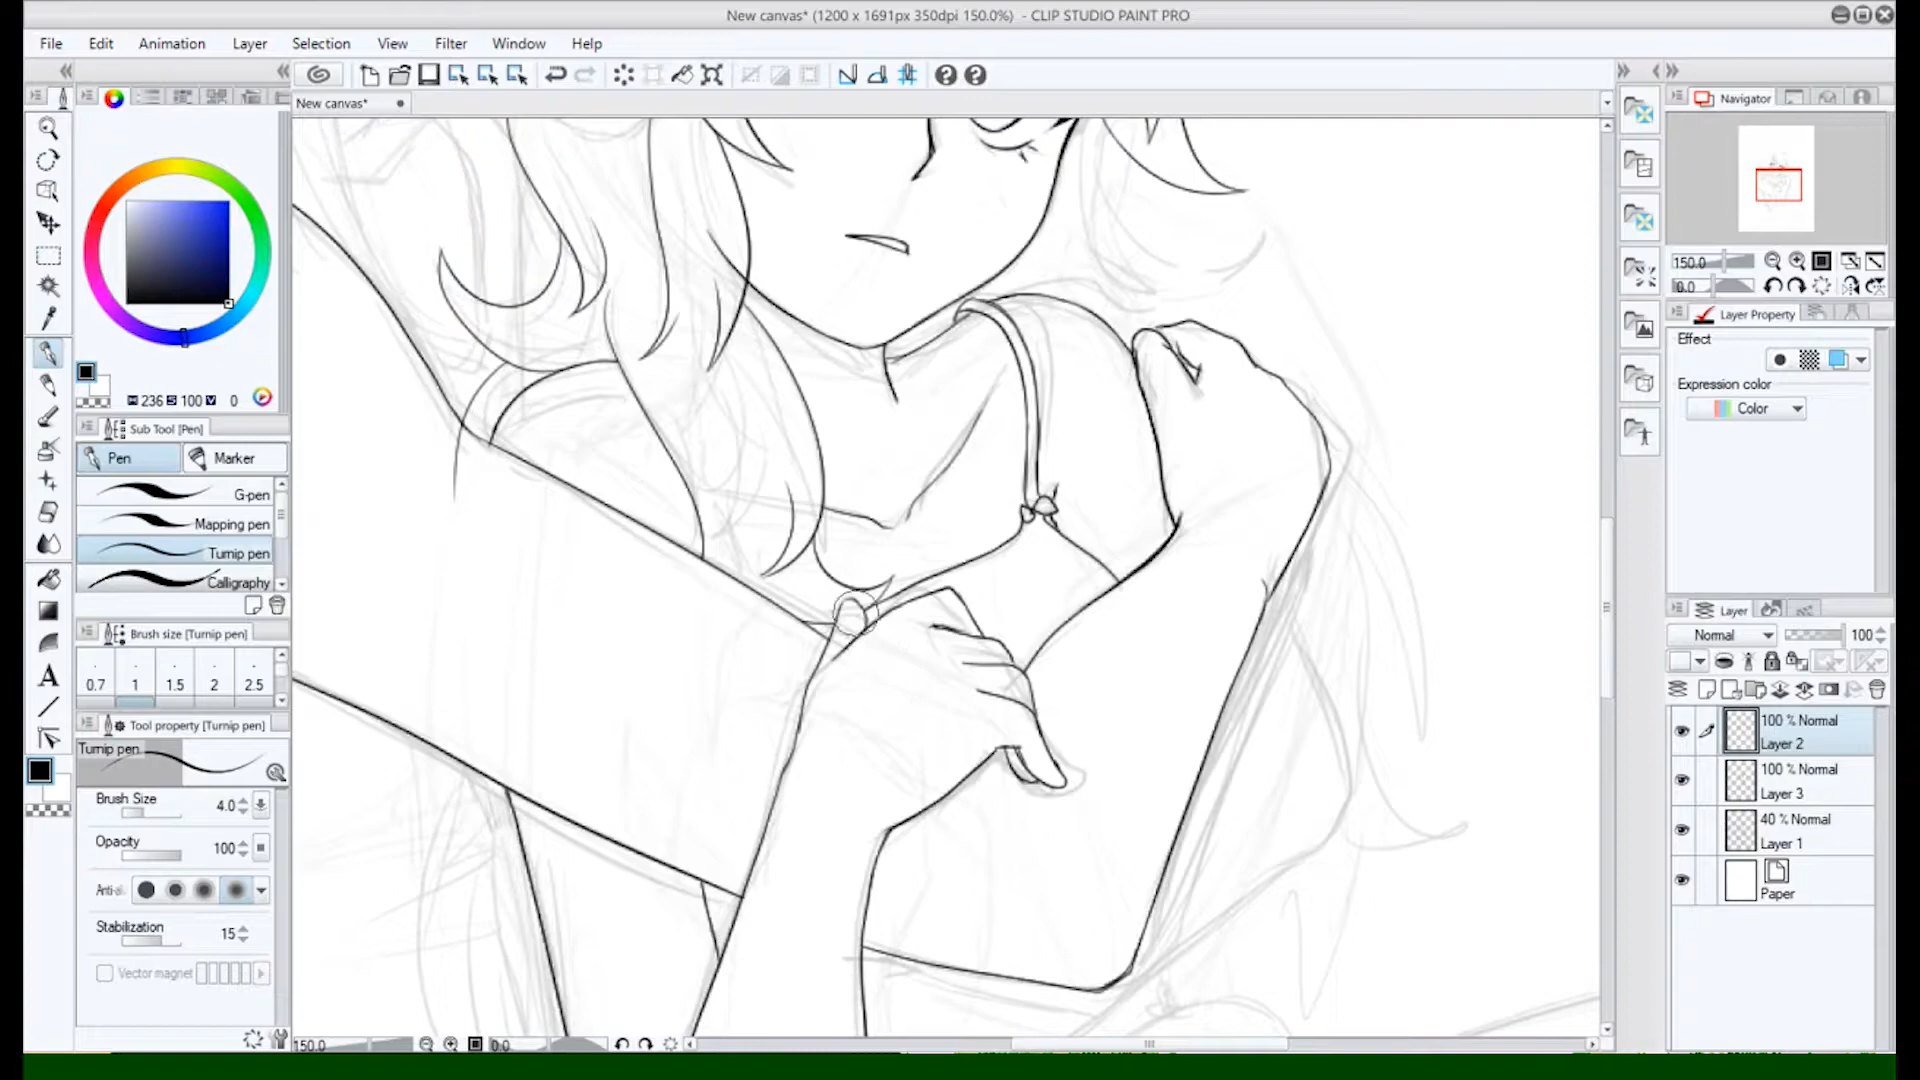 New canvas* (1200 x 1691px 350dpi 150.0%) - CLIP STUDIO PAINT PRO
File Edit Animation Layer Selection View Filter Window Help
New canvas*
Navigator
150.0
0.0
Layer Property
Effect
Expression color
Color
H 236 S 100 V 0
Sub Tool [Pen]
Pen Marker
G-pen
Mapping pen
Turnip pen
Calligraphy
Brush size [Turnip pen]
0.7 1 1.5 2 2.5
Tool property [Turnip pen]
Turnip pen
Brush Size 4.0
Opacity 100
Anti-al
Stabilization 15
Vector magnet
Layer
Normal 100
100 % Normal
Layer 2
100 % Normal
Layer 3
40 % Normal
Layer 1
Paper
150.0 0.0